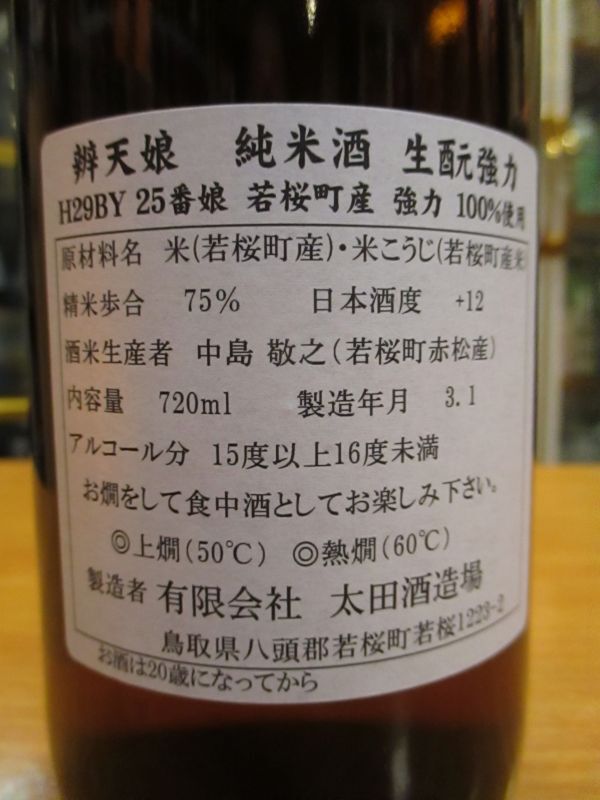 辨天娘 純米酒 生酛強力
H29BY 25番娘 若桜町産 強力 100%使用
原材料名 米(若桜町産)・米こうじ(若桜町産米)
精米歩合 75% 日本酒度 +12
酒米生産者 中島 敬之(若桜町赤松産)
内容量 720ml 製造年月 3.1
アルコール分 15度以上16度未満
お燗をして食中酒としてお楽しみ下さい。
◎上燗(50℃) ◎熱燗(60℃)
製造者 有限会社 太田酒造場
鳥取県八頭郡若桜町若桜1223-2
お酒は20歳になってから